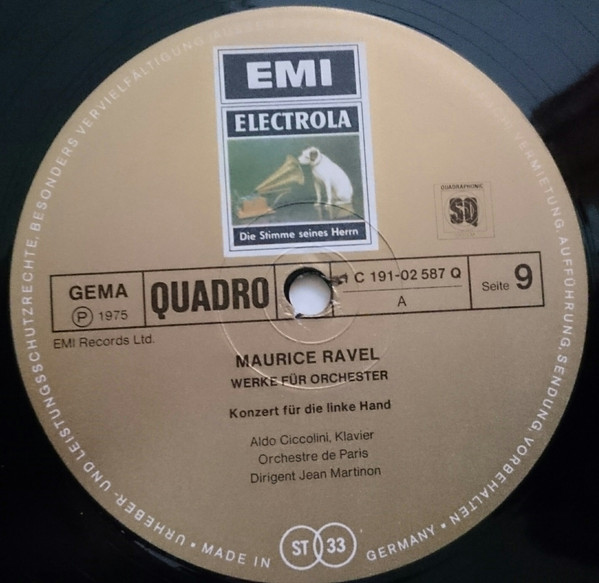 EMI
ELECTROLA
Die Stimme seines Herrn
QUADRAPHONIC
SQ
GEMA
Ⓟ 1975
QUADRO
C 191-02 587 Q
A
Seite 9
EMI Records Ltd.
MAURICE RAVEL
WERKE FÜR ORCHESTER
Konzert für die linke Hand
Aldo Ciccolini, Klavier
Orchestre de Paris
Dirigent Jean Martinon
URHEBER- UND LEISTUNGSSCHUTZRECHTE, BESONDERS VERVIELFÄLTIGUNG, VERMIETUNG, AUFFÜHRUNG, SENDUNG, VORBEHALTEN
• MADE IN ST 33 GERMANY •